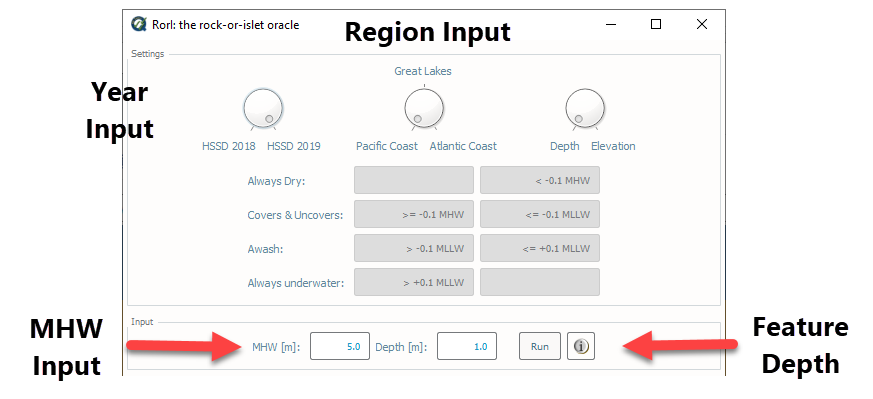 RorI: the rock-or-islet oracle
Region Input
Settings
Year
Input
Great Lakes
HSSD 2018 HSSD 2019
Pacific Coast Atlantic Coast
Depth Elevation
Always Dry: < -0.1 MHW
Covers & Uncovers: >= -0.1 MHW <= -0.1 MLLW
Awash: > -0.1 MLLW <= +0.1 MLLW
Always underwater: > +0.1 MLLW
Input
MHW
Input
MHW [m]: 5.0 Depth [m]: 1.0 Run i
Feature
Depth